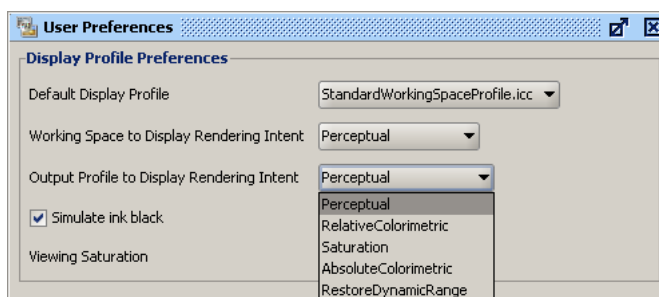 User Preferences
Display Profile Preferences
Default Display Profile StandardWorkingSpaceProfile.icc
Working Space to Display Rendering Intent Perceptual
Output Profile to Display Rendering Intent Perceptual
Perceptual
Simulate ink black RelativeColorimetric
Saturation
Viewing Saturation AbsoluteColorimetric
RestoreDynamicRange